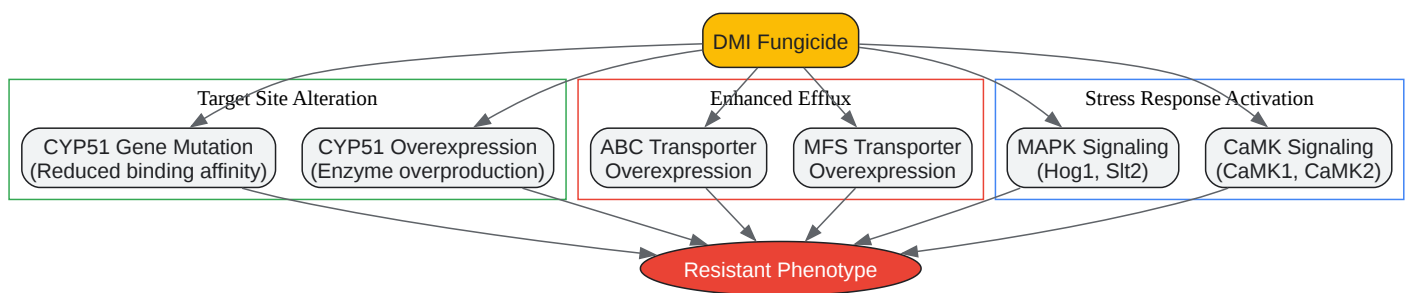 DMI Fungicide
Target Site Alteration
Enhanced Efflux
Stress Response Activation
CYP51 Gene Mutation
(Reduced binding affinity)
CYP51 Overexpression
(Enzyme overproduction)
ABC Transporter
Overexpression
MFS Transporter
Overexpression
MAPK Signaling
(Hog1, Slt2)
CaMK Signaling
(CaMK1, CaMK2)
Resistant Phenotype